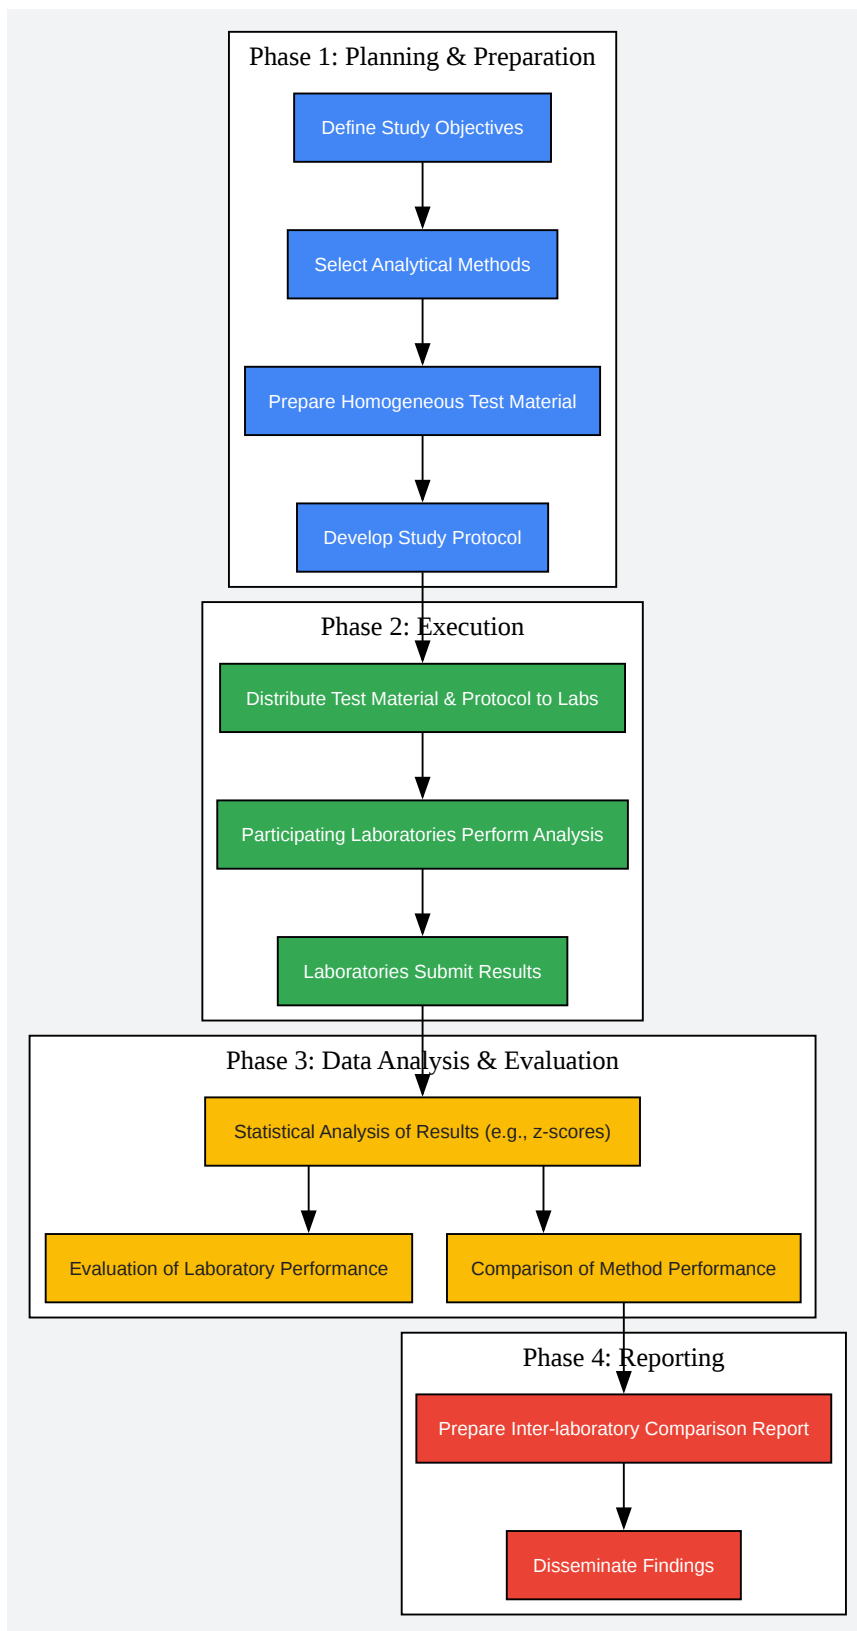 Phase 1: Planning & Preparation
Define Study Objectives
Select Analytical Methods
Prepare Homogeneous Test Material
Develop Study Protocol
Phase 2: Execution
Distribute Test Material & Protocol to Labs
Participating Laboratories Perform Analysis
Laboratories Submit Results
Phase 3: Data Analysis & Evaluation
Statistical Analysis of Results (e.g., z-scores)
Evaluation of Laboratory Performance
Comparison of Method Performance
Phase 4: Reporting
Prepare Inter-laboratory Comparison Report
Disseminate Findings